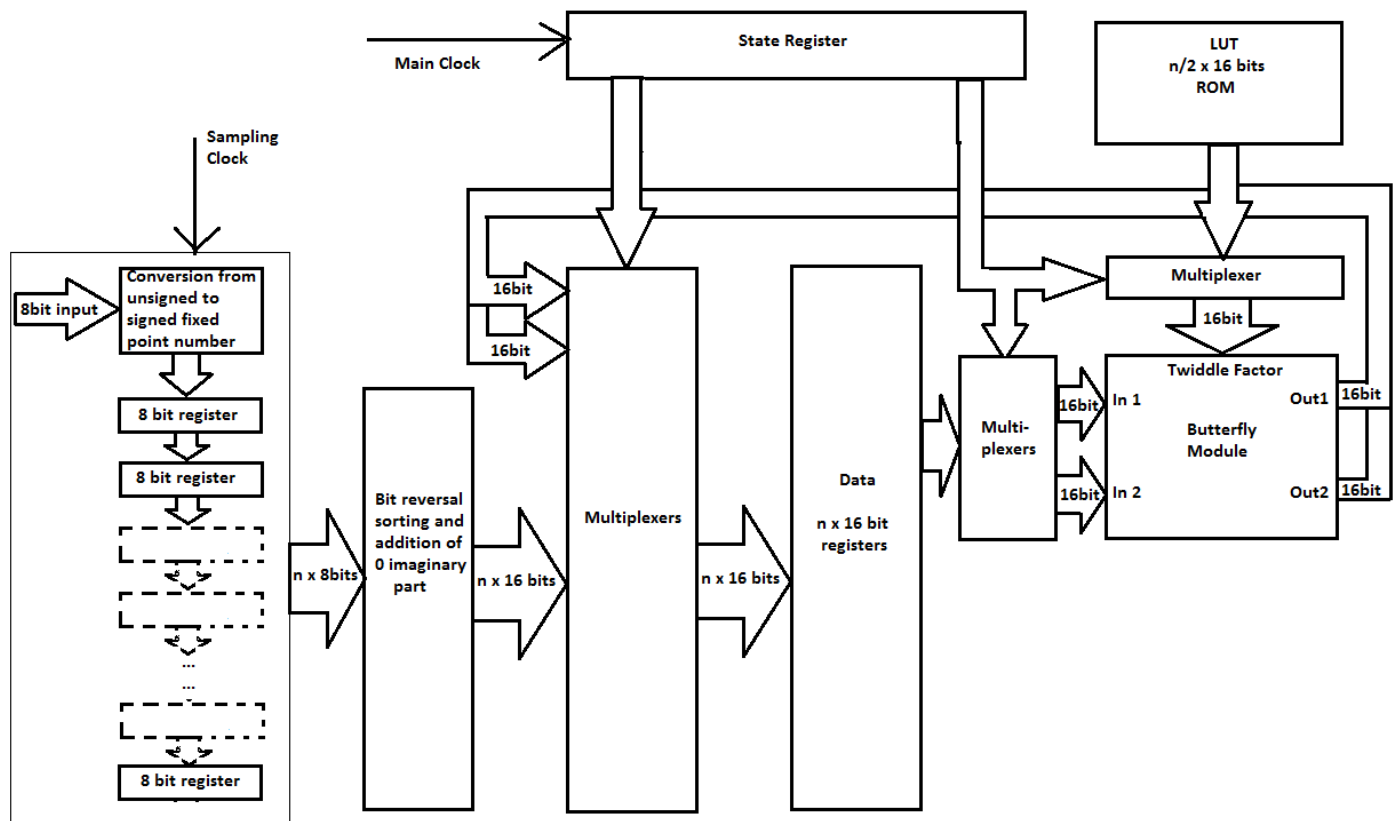 State Register
Main Clock
LUT
n/2 x 16 bits
ROM
Sampling
Clock
Conversion from
unsigned to
signed fixed
point number
8bit input
8 bit register
8 bit register
...
...
8 bit register
n x 8bits
Bit reversal
sorting and
addition of
0 imaginary
part
n x 16 bits
16bit
16bit
Multiplexers
n x 16 bits
Data
n x 16 bit
registers
Multi-
plexers
16bit
16bit
Multiplexer
16bit
Twiddle Factor
In 1
Out1
Butterfly
Module
In 2
Out2
16bit
16bit